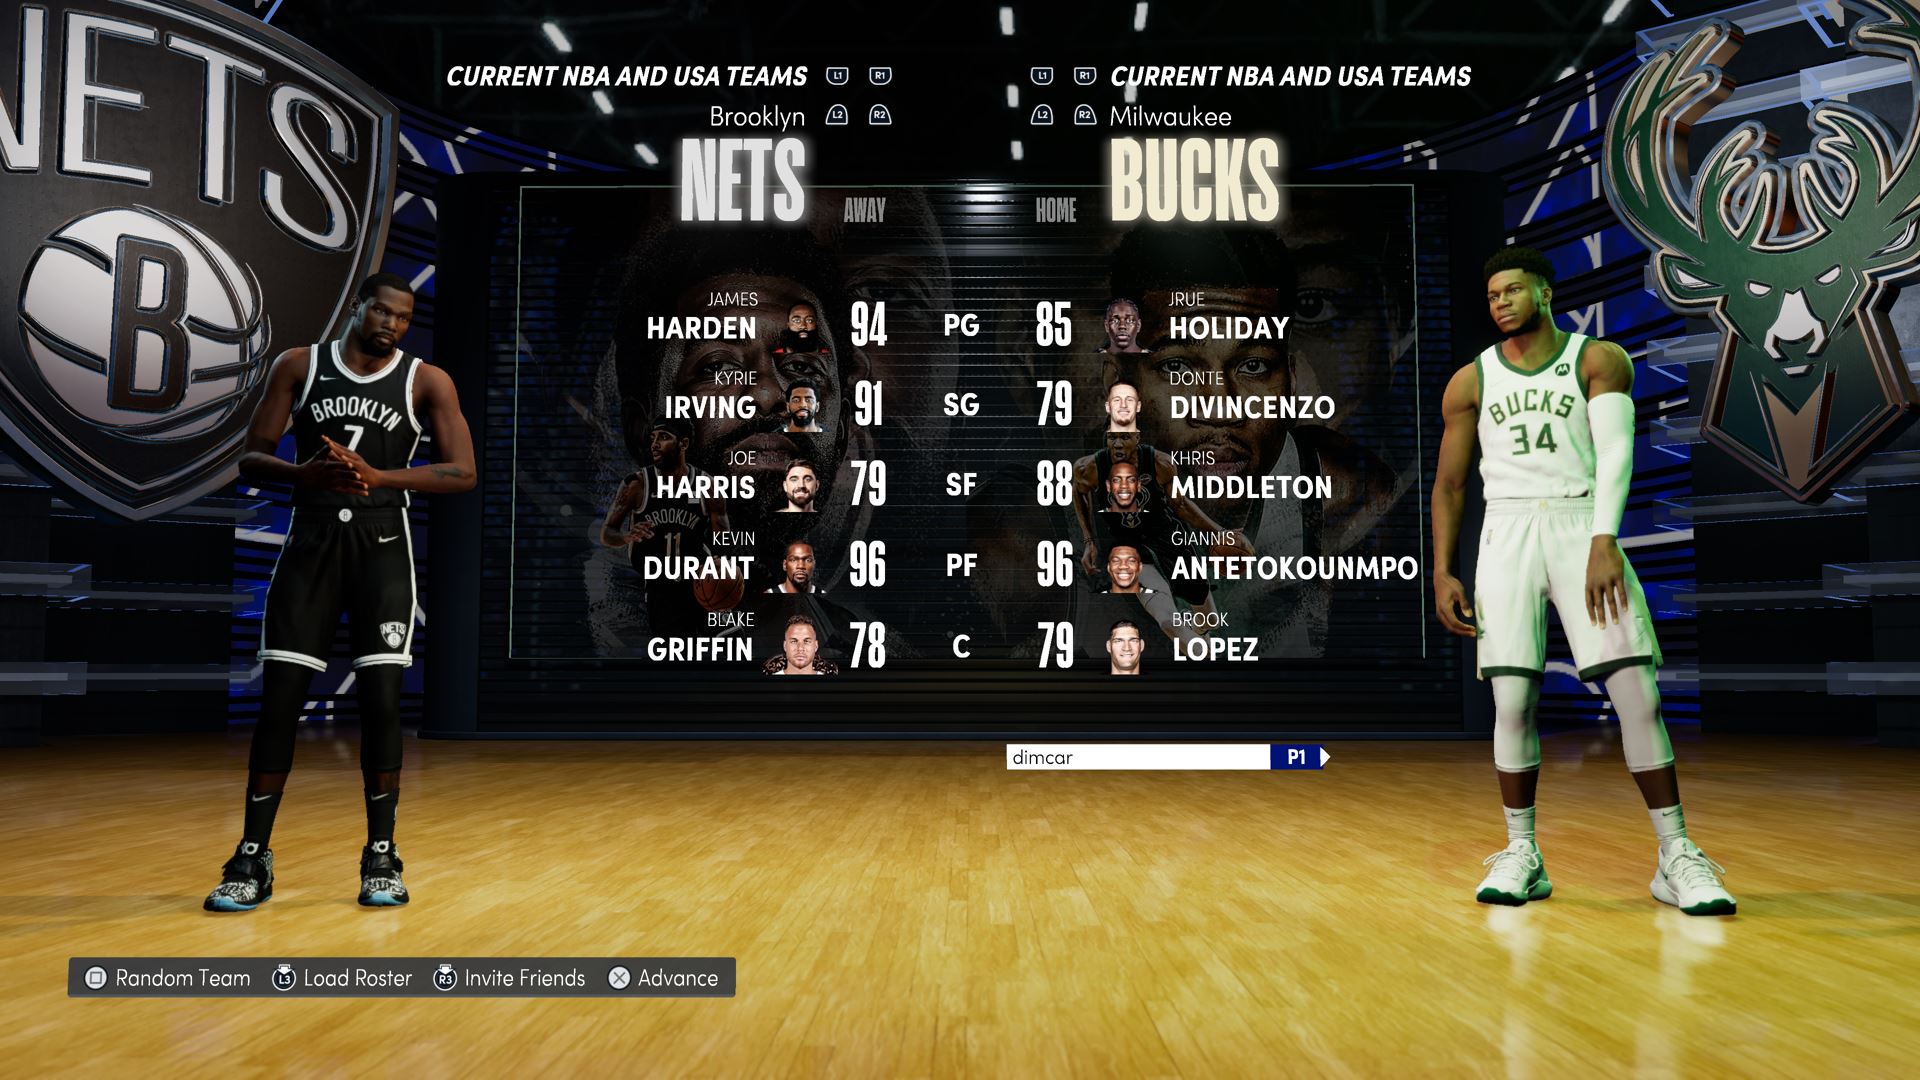 NETS
B
CURRENT NBA AND USA TEAMS L1 R1
L1 R1 CURRENT NBA AND USA TEAMS
Brooklyn L2 R2
L2 R2 Milwaukee
NETS AWAY
HOME BUCKS
JAMES
HARDEN 94 PG 85 JRUE
HOLIDAY
KYRIE
IRVING 91 SG 79 DONTE
DIVINCENZO
JOE
HARRIS 79 SF 88 KHRIS
MIDDLETON
KEVIN
DURANT 96 PF 96 GIANNIS
ANTETOKOUNMPO
BLAKE
GRIFFIN 78 C 79 BROOK
LOPEZ
BROOKLYN
7
NETS
B
BROOKLYN
11
BUCKS
34
dimcar P1
Random Team L3 Load Roster R3 Invite Friends Advance